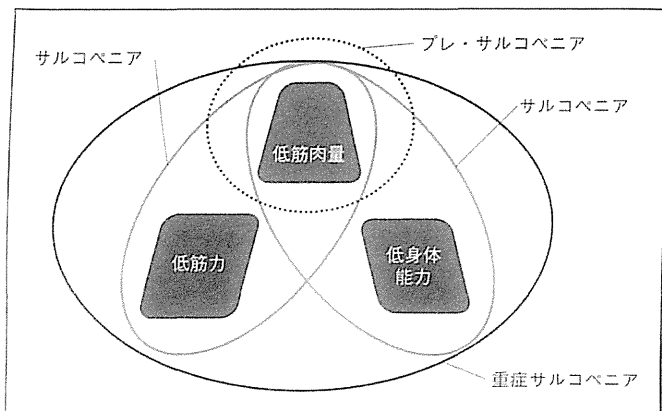 プレ・サルコペニア
サルコペニア
サルコペニア
低筋肉量
低筋力
低身体
能力
重症サルコペニア